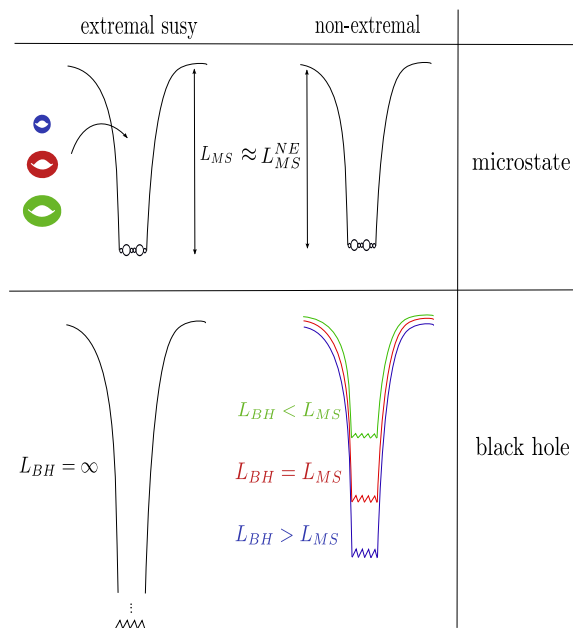 extremal susy
non-extremal
L_{MS} ≈ L_{MS}^{NE}
microstate
L_{BH} < L_{MS}
L_{BH} = ∞
L_{BH} = L_{MS}
black hole
L_{BH} > L_{MS}
⋮